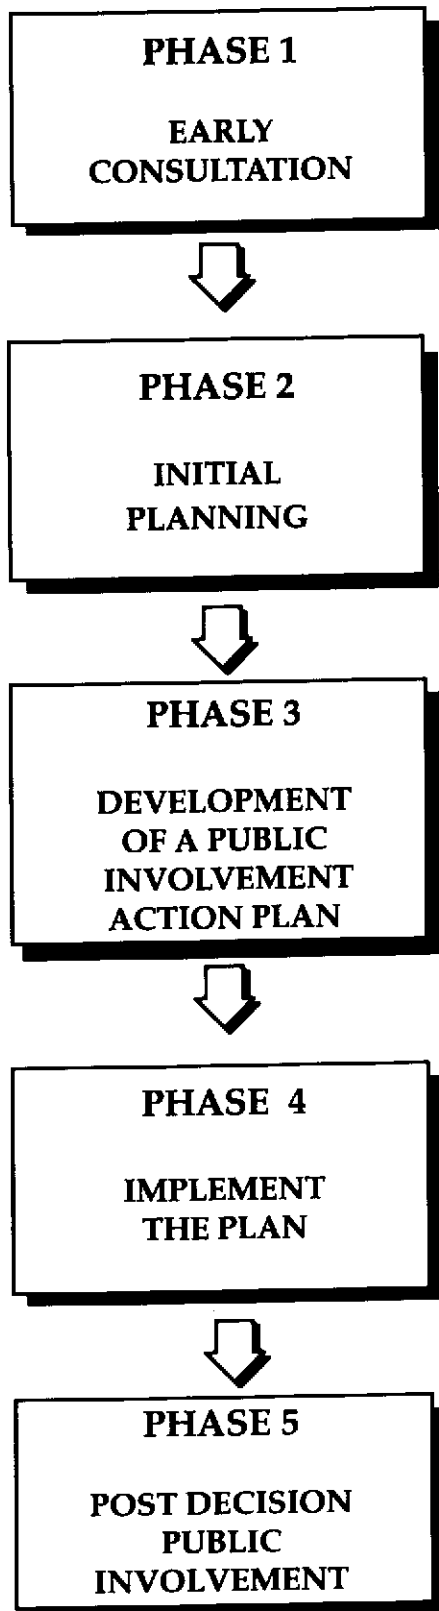 PHASE 1
EARLY
CONSULTATION
PHASE 2
INITIAL
PLANNING
PHASE 3
DEVELOPMENT
OF A PUBLIC
INVOLVEMENT
ACTION PLAN
PHASE 4
IMPLEMENT
THE PLAN
PHASE 5
POST DECISION
PUBLIC
INVOLVEMENT